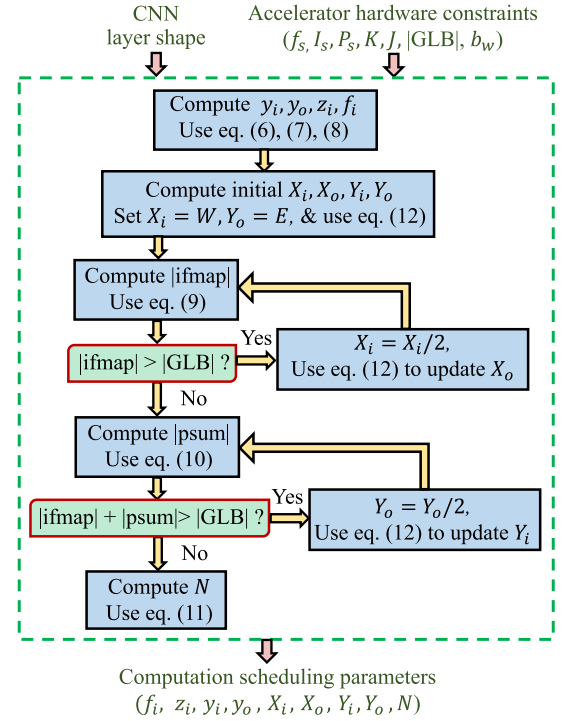 CNN
layer shape
Accelerator hardware constraints
(f_s, I_s, P_s, K, J, |GLB|, b_w)
Compute y_i, y_o, z_i, f_i
Use eq. (6), (7), (8)
Compute initial X_i, X_o, Y_i, Y_o
Set X_i = W, Y_o = E, & use eq. (12)
Compute |ifmap|
Use eq. (9)
|ifmap| > |GLB| ?
Yes
X_i = X_i/2,
Use eq. (12) to update X_o
No
Compute |psum|
Use eq. (10)
|ifmap| + |psum|> |GLB| ?
Yes
Y_o = Y_o/2,
Use eq. (12) to update Y_i
No
Compute N
Use eq. (11)
Computation scheduling parameters
(f_i, z_i, y_i, y_o, X_i, X_o, Y_i, Y_o, N)